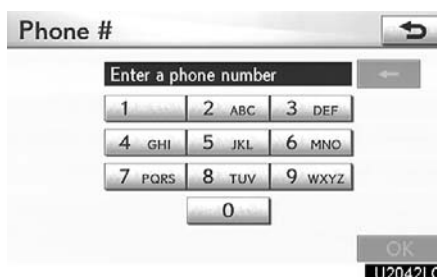 Phone #
Enter a phone number
1 2 ABC 3 DEF
4 GHI 5 JKL 6 MNO
7 PQRS 8 TUV 9 WXYZ
0
OK
U2042LC